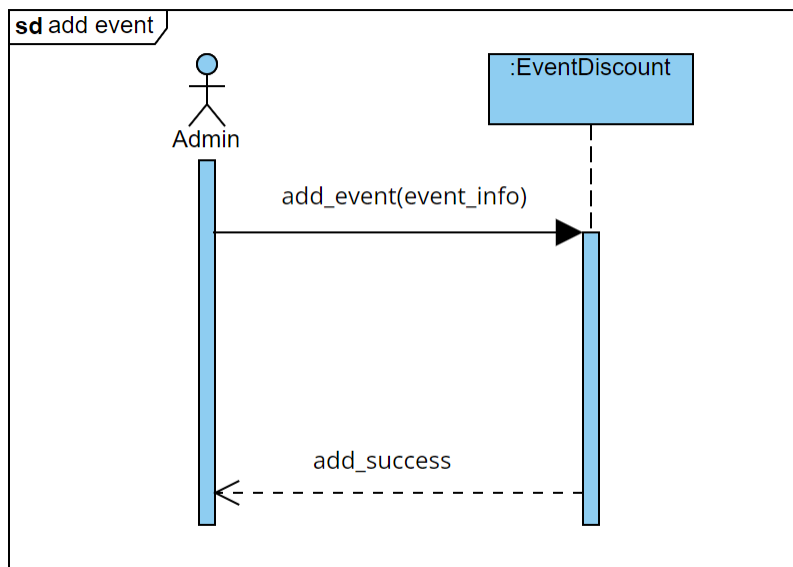 sd add event
:EventDiscount
Admin
add_event(event_info)
add_success